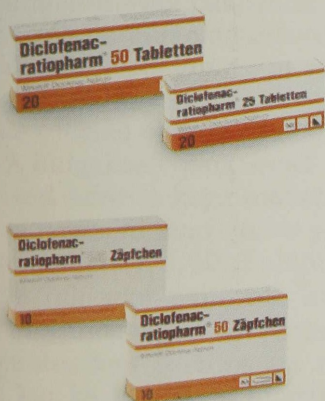 Diclofenac-
ratiopharm® 50 Tabletten
20
Diclofenac-
ratiopharm® 25 Tabletten
20
Diclofenac-
ratiopharm® Zäpfchen
10
Diclofenac-
ratiopharm® 50 Zäpfchen
10